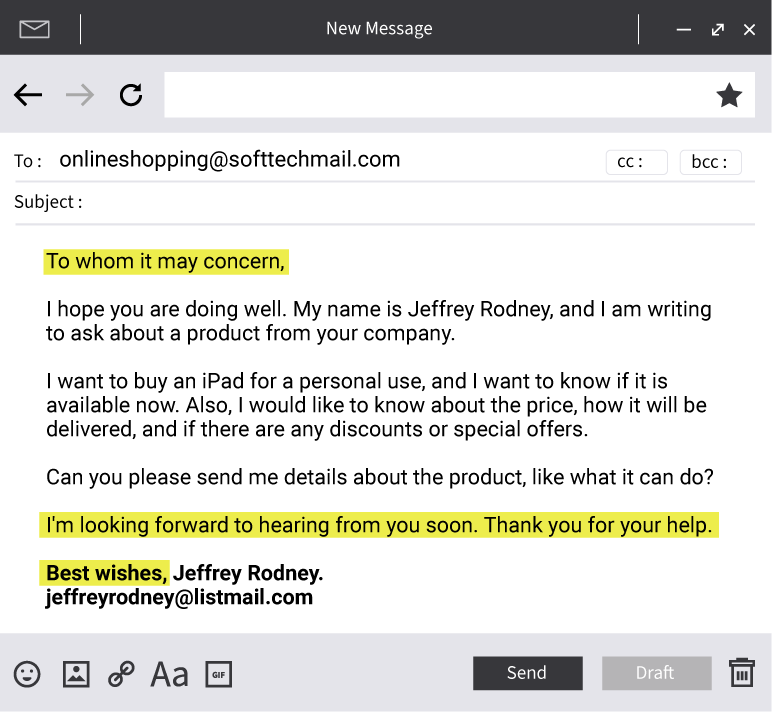 New Message
To : onlineshopping@softtechmail.com cc : bcc :
Subject :
To whom it may concern,
I hope you are doing well. My name is Jeffrey Rodney, and I am writing
to ask about a product from your company.
I want to buy an iPad for a personal use, and I want to know if it is
available now. Also, I would like to know about the price, how it will be
delivered, and if there are any discounts or special offers.
Can you please send me details about the product, like what it can do?
I'm looking forward to hearing from you soon. Thank you for your help.
Best wishes, Jeffrey Rodney.
jeffreyrodney@listmail.com
Aa GIF Send Draft